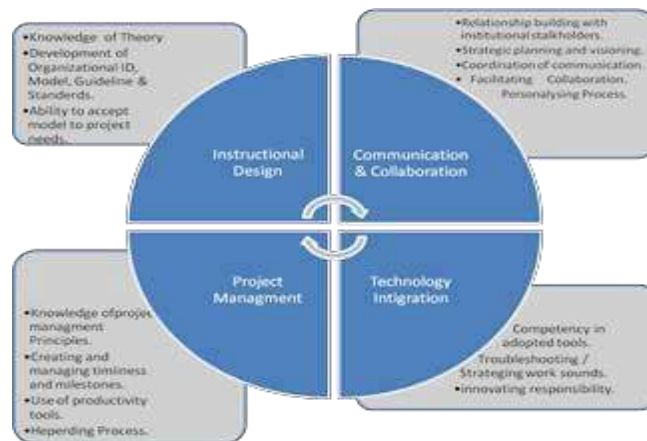 •Knowledge of Theory
•Development of
Organizational ID,
Model, Guideline &
Standerds.
•Ability to accept
model to project
needs.
•Relationship building with
institutional stalkholders.
•Strategic planning and visioning.
•Coordination of communication.
• Facilitating Collaboration.
Personalysing Process.
Instructional
Design
Communication
& Collaboration
Project
Managment
Technology
Intigration
•Knowledge ofproject
managment
Principles.
•Creating and
managing timliness
and milestones.
•Use of productivity
tools.
•Heperding Process.
Competency in
adopted tools.
Troubleshooting /
Strateging work sounds.
•innovating responsibility.